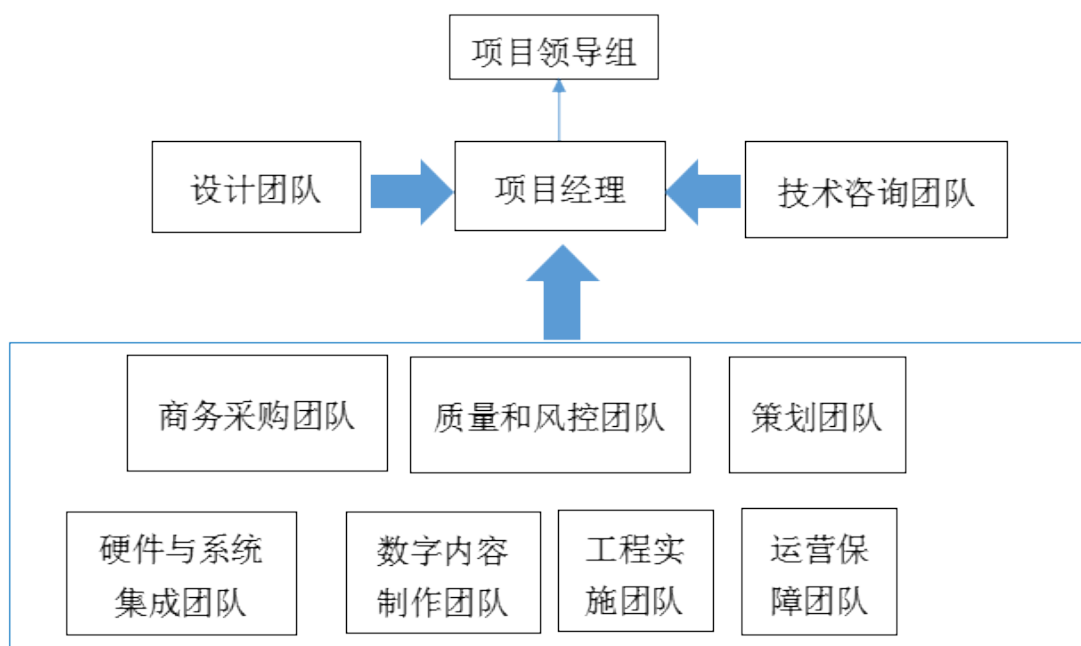 项目领导组
设计团队
项目经理
技术咨询团队
商务采购团队
质量和风控团队
策划团队
硬件与系统
集成团队
数字内容
制作团队
工程实
施团队
运营保
障团队